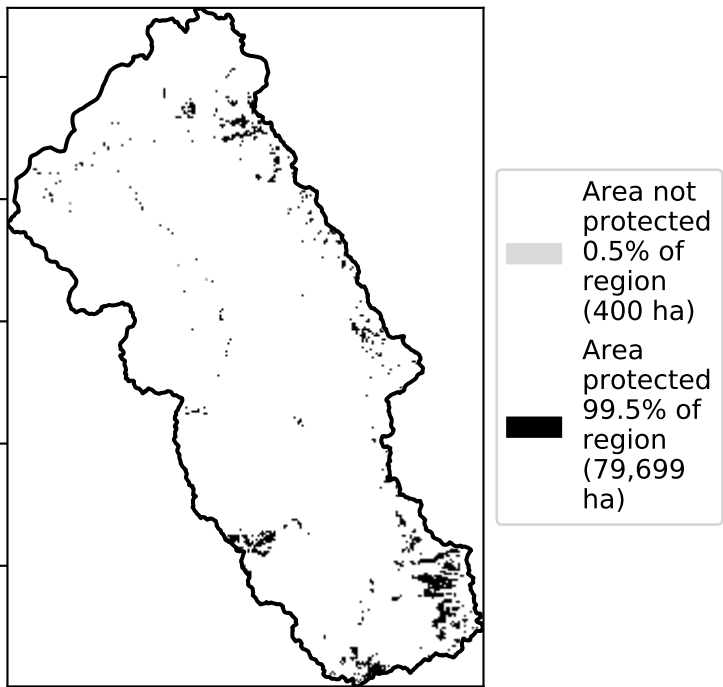 Area not
protected
0.5% of
region
(400 ha)
Area
protected
99.5% of
region
(79,699
ha)